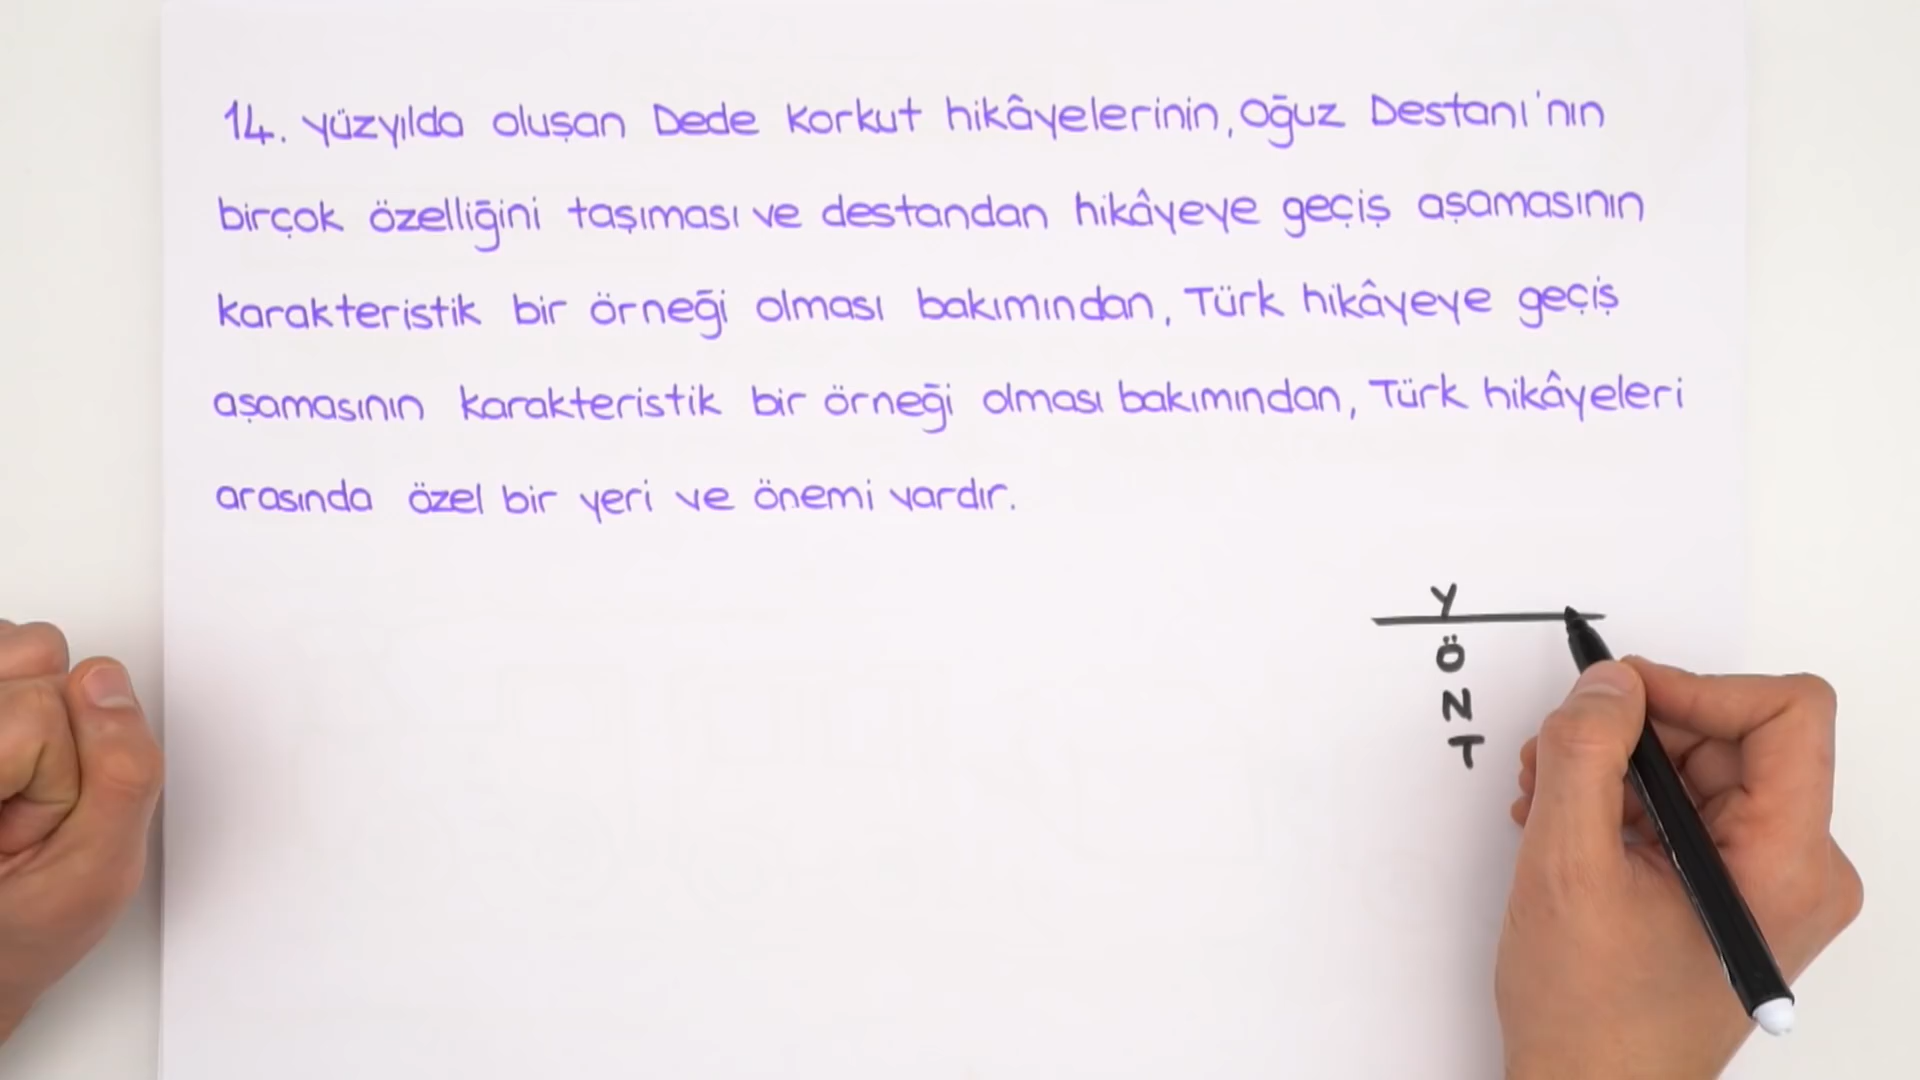 14. yüzyılda oluşan Dede Korkut hikâyelerinin, Oğuz Destanı'nın
birçok özelliğini taşıması ve destandan hikâyeye geçiş aşamasının
karakteristik bir örneği olması bakımından, Türk hikâyeye geçiş
aşamasının karakteristik bir örneği olması bakımından, Türk hikâyeleri
arasında özel bir yeri ve önemi vardır.
Y
Ö
N
T